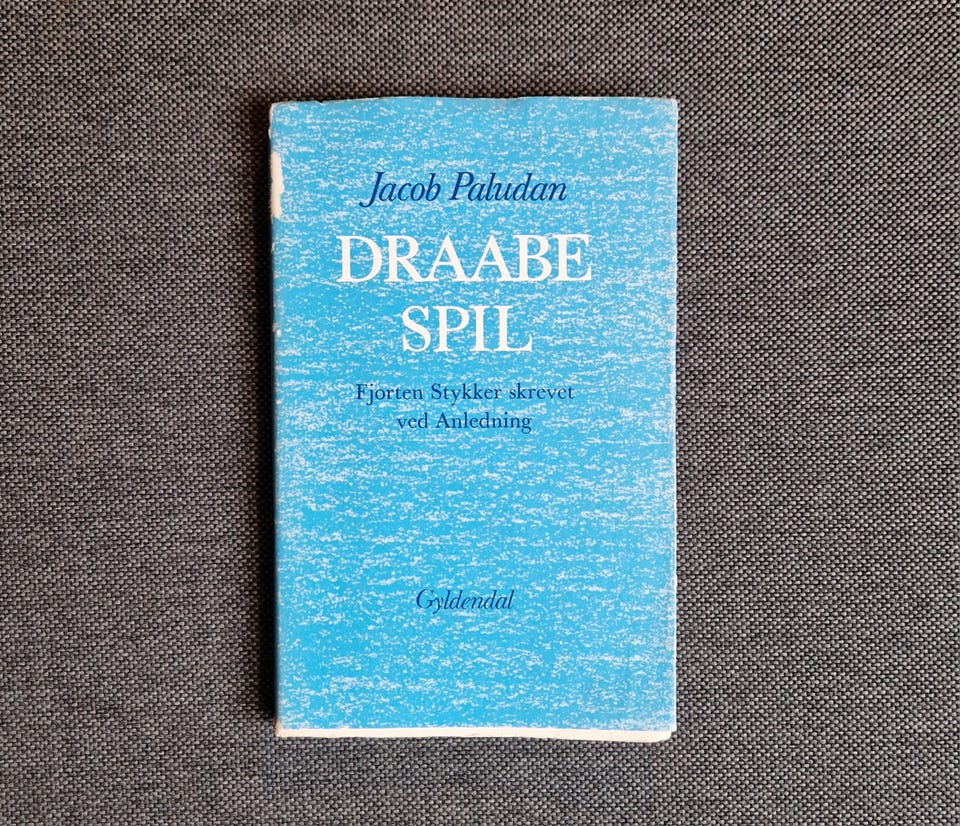 Jacob Paludan
DRAABE
SPIL
Fjorten Stykker skrevet
ved Anledning
Gyldendal